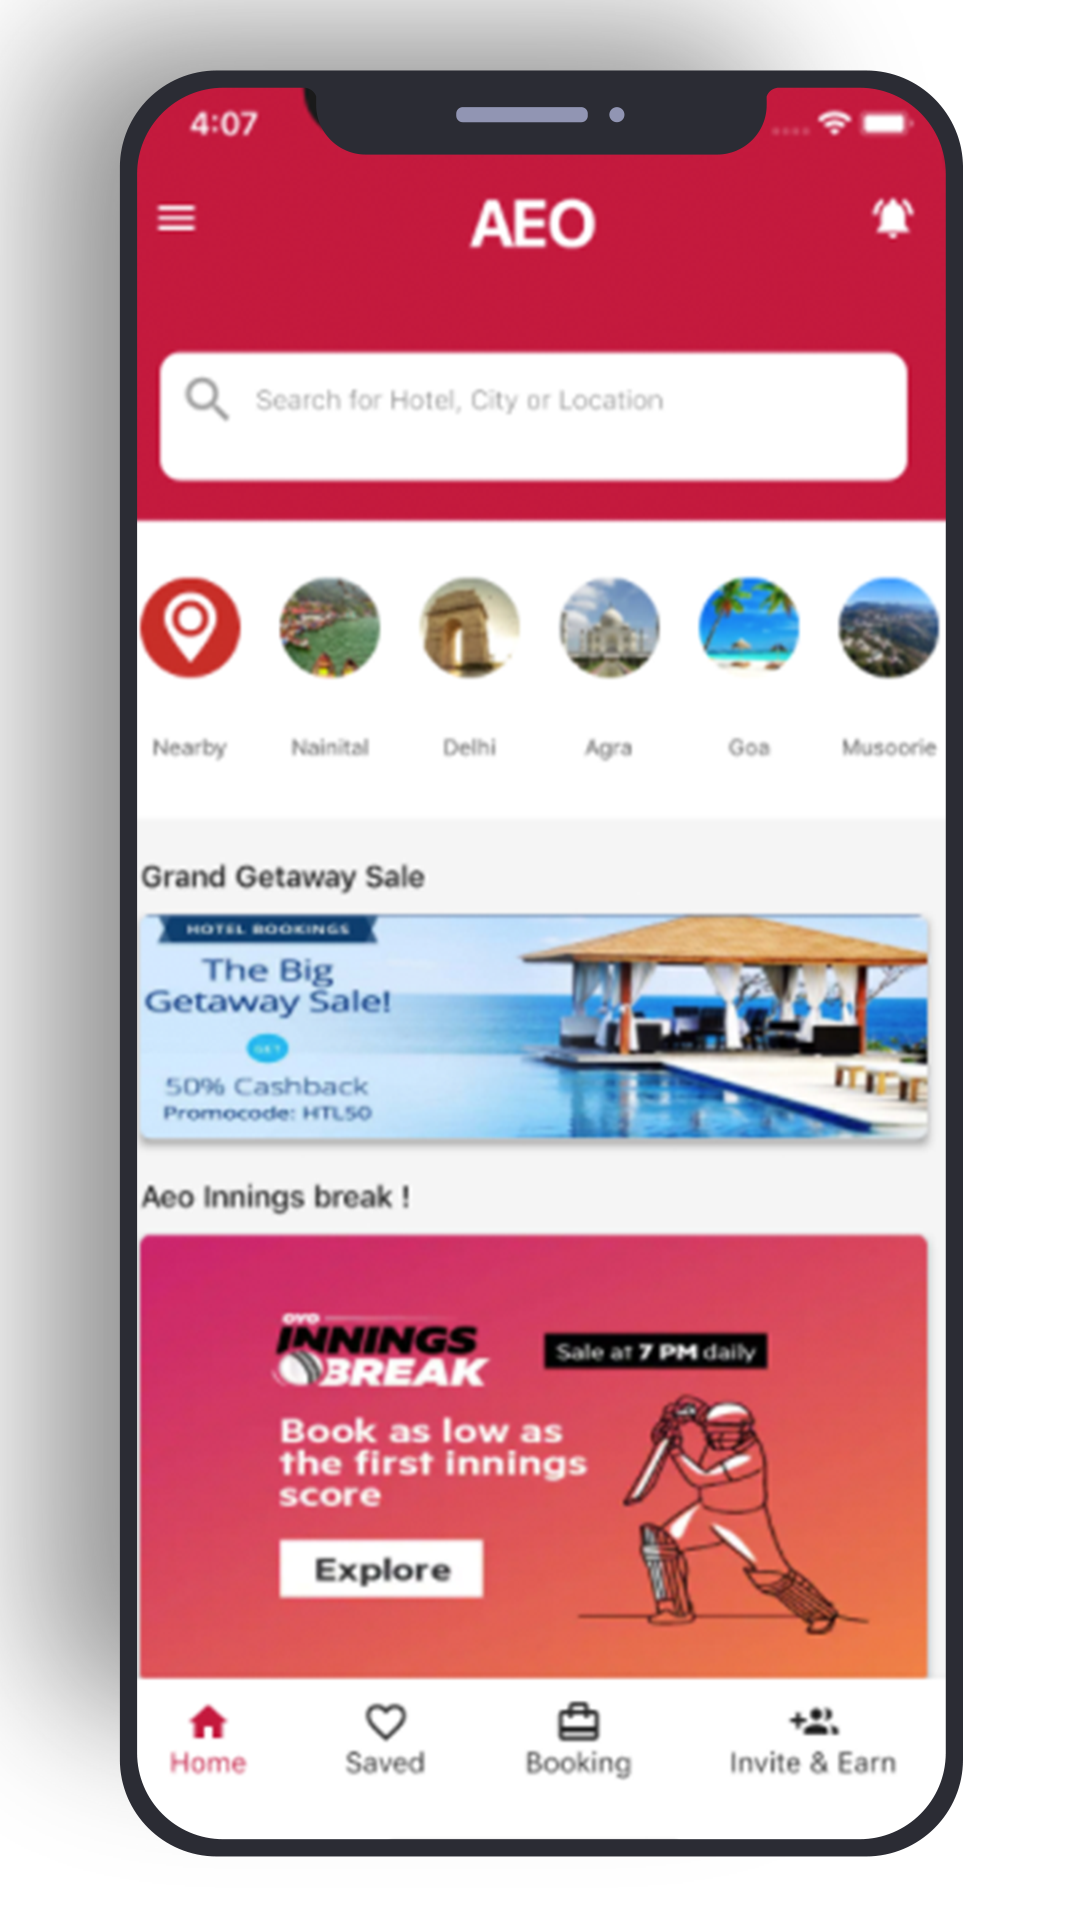 4:07
AEO
Search for Hotel, City or Location
Nearby
Nainital
Delhi
Agra
Goa
Musoorie
Grand Getaway Sale
HOTEL BOOKINGS
The Big
Getaway Sale!
GET
50% Cashback
Promocode: HTL50
Aeo Innings break !
OYO
INNINGS
BREAK
Sale at 7 PM daily
Book as low as
the first innings
score
Explore
Home
Saved
Booking
Invite & Earn